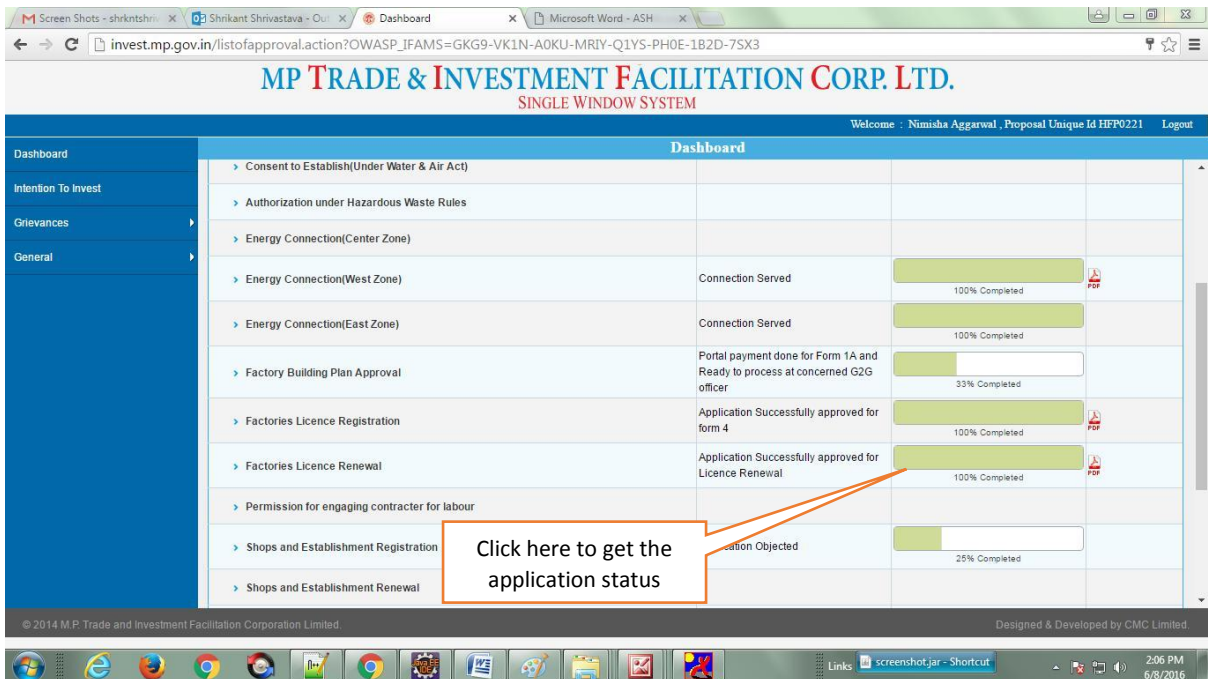 Screen Shots - shrkntshri
Shrikant Shrivastava - Out
Dashboard
Microsoft Word - ASH
invest.mp.gov.in/listofapproval.action?OWASP_IFAMS=GKG9-VK1N-A0KU-MRIY-Q1YS-PH0E-1B2D-7SX3
MP TRADE & INVESTMENT FACILITATION CORP. LTD.
SINGLE WINDOW SYSTEM
Welcome : Nimisha Aggarwal , Proposal Unique Id HFP0221 Logout
Dashboard
Intention To Invest
Grievances
General
Dashboard
Consent to Establish(Under Water & Air Act)
Authorization under Hazardous Waste Rules
Energy Connection(Center Zone)
Energy Connection(West Zone)
Connection Served
100% Completed
PDF
Energy Connection(East Zone)
Connection Served
100% Completed
Factory Building Plan Approval
Portal payment done for Form 1A and
Ready to process at concerned G2G
officer
33% Completed
Factories Licence Registration
Application Successfully approved for
form 4
100% Completed
PDF
Factories Licence Renewal
Application Successfully approved for
Licence Renewal
100% Completed
PDF
Permission for engaging contracter for labour
Shops and Establishment Registration
Objected
25% Completed
Click here to get the
application status
Shops and Establishment Renewal
© 2014 M.P. Trade and Investment Facilitation Corporation Limited.
Designed & Developed by CMC Limited.
Links
screenshot.jar - Shortcut
2:06 PM
6/8/2016